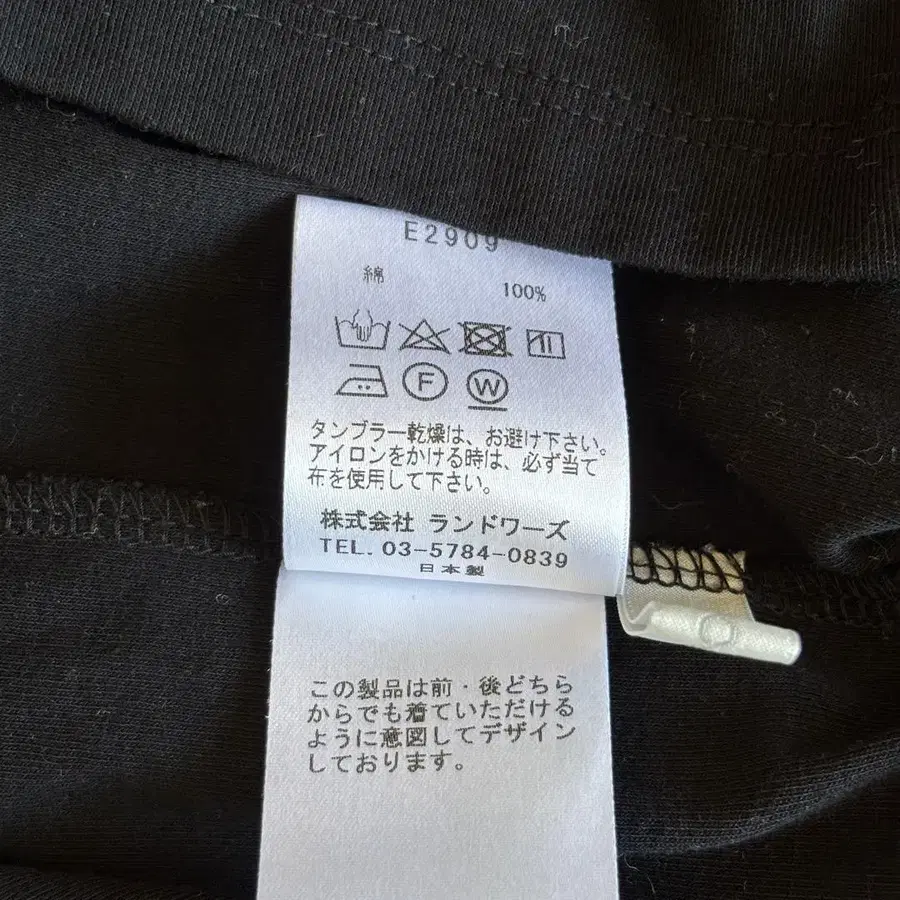 E2909
綿 100%
F W
タンブラー乾燥は、お避け下さい。
アイロンをかける時は、必ず当て
布を使用して下さい。
株式会社 ランドワーズ
TEL. 03-5784-0839
日本製
この製品は前・後どちら
からでも着ていただける
ように意図してデザイン
しております。